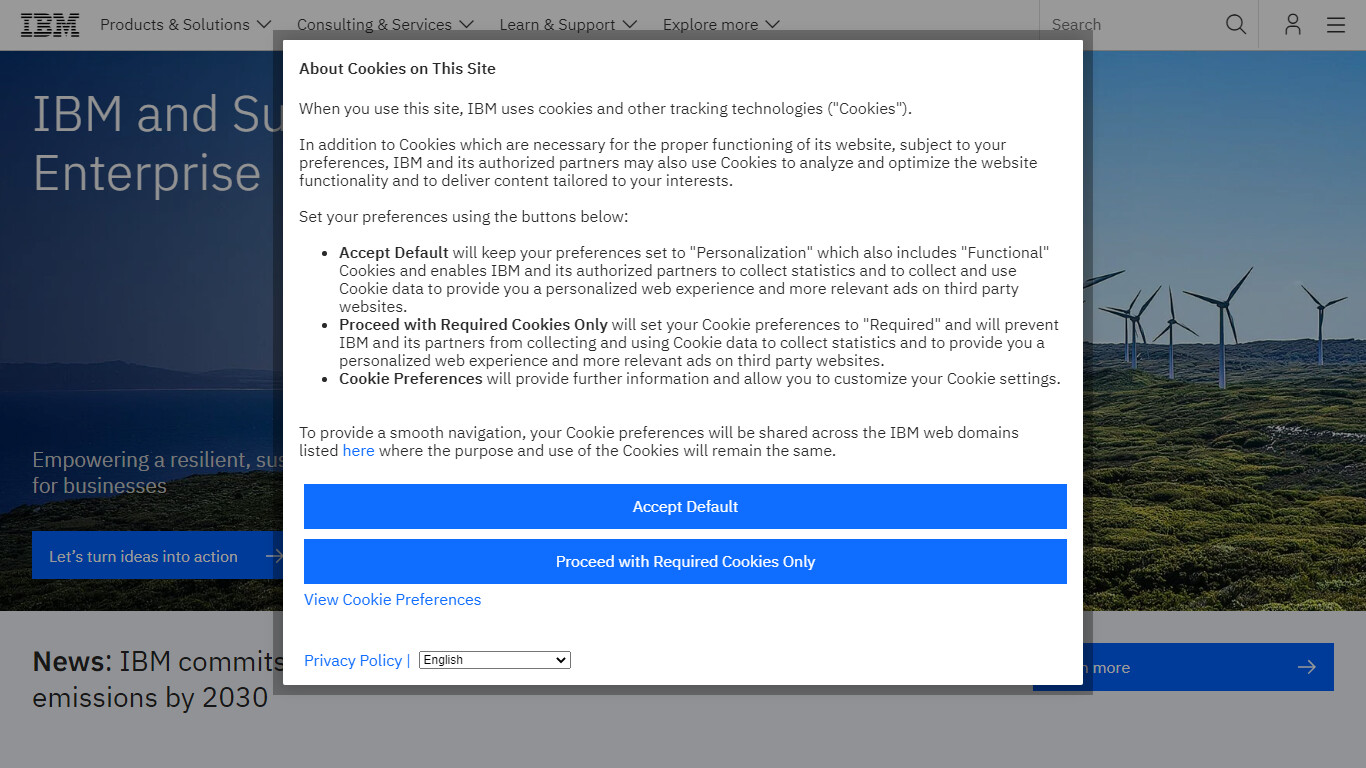 IBM Products & Solutions Consulting & Services Learn & Support Explore more Search
IBM and Su
Enterprise
Empowering a resilient, sus
for businesses
Let's turn ideas into action
About Cookies on This Site
When you use this site, IBM uses cookies and other tracking technologies ("Cookies").
In addition to Cookies which are necessary for the proper functioning of its website, subject to your
preferences, IBM and its authorized partners may also use Cookies to analyze and optimize the website
functionality and to deliver content tailored to your interests.
Set your preferences using the buttons below:
• Accept Default will keep your preferences set to "Personalization" which also includes "Functional"
Cookies and enables IBM and its authorized partners to collect statistics and to collect and use
Cookie data to provide you a personalized web experience and more relevant ads on third party
websites.
• Proceed with Required Cookies Only will set your Cookie preferences to "Required" and will prevent
IBM and its partners from collecting and using Cookie data to collect statistics and to provide you a
personalized web experience and more relevant ads on third party websites.
• Cookie Preferences will provide further information and allow you to customize your Cookie settings.
To provide a smooth navigation, your Cookie preferences will be shared across the IBM web domains
listed here where the purpose and use of the Cookies will remain the same.
Accept Default
Proceed with Required Cookies Only
View Cookie Preferences
Privacy Policy | English
News: IBM commits
emissions by 2030
more